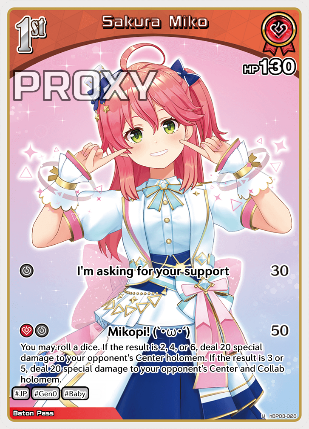 1st
Sakura Miko
HP130
PROXY
I'm asking for your support 30
Mikopi! (´•ω•`) 50
You may roll a dice. If the result is 2, 4, or 6, deal 20 special
damage to your opponent's Center holomem. If the result is 3 or
5, deal 20 special damage to your opponent's Center and Collab
holomem.
#JP #Gen0 #Baby
Baton Pass